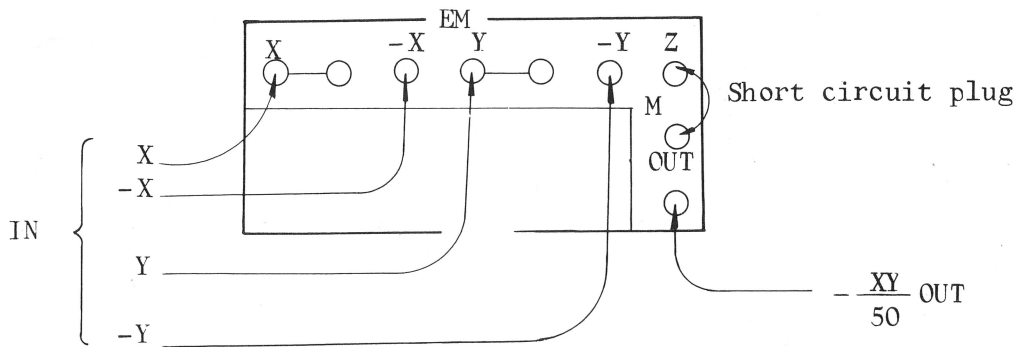 EM
X -X Y -Y Z
M Short circuit plug
OUT
X
-X
IN
Y
- XY/50 OUT
-Y